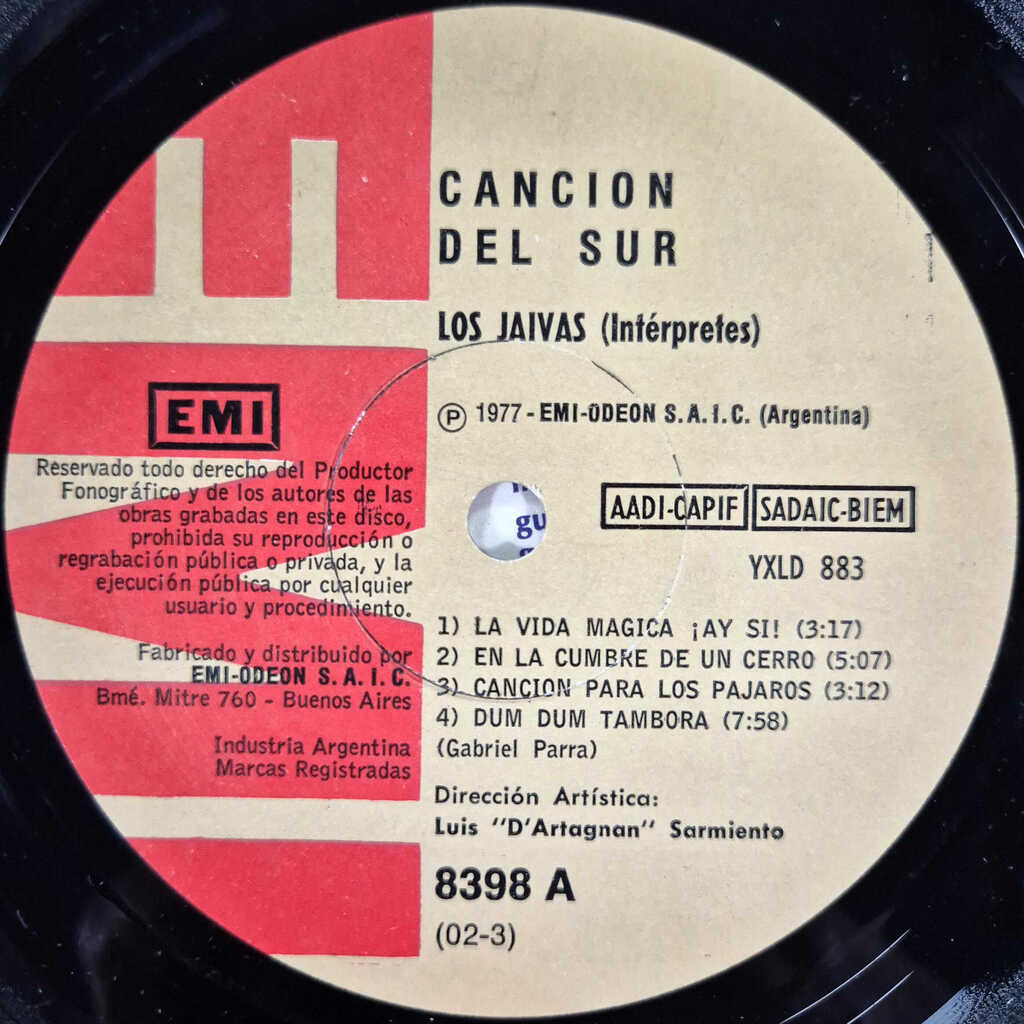 CANCION
DEL SUR
LOS JAIVAS (Intérpretes)
Ⓟ 1977 - EMI-ODEON S.A.I.C. (Argentina)
EMI
Reservado todo derecho del Productor
Fonográfico y de los autores de las
obras grabadas en este disco,
prohibida su reproducción o
regrabación pública o privada, y la
ejecución pública por cualquier
usuario y procedimiento.
Fabricado y distribuido por
EMI-ODEON S.A.I.C.
Bmé. Mitre 760 - Buenos Aires
Industria Argentina
Marcas Registradas
gu
AADI-CAPIF SADAIC-BIEM
YXLD 883
1) LA VIDA MAGICA ¡AY SI! (3:17)
2) EN LA CUMBRE DE UN CERRO (5:07)
3) CANCION PARA LOS PAJAROS (3:12)
4) DUM DUM TAMBORA (7:58)
(Gabriel Parra)
Dirección Artística:
Luis "D'Artagnan" Sarmiento
8398 A
(02-3)